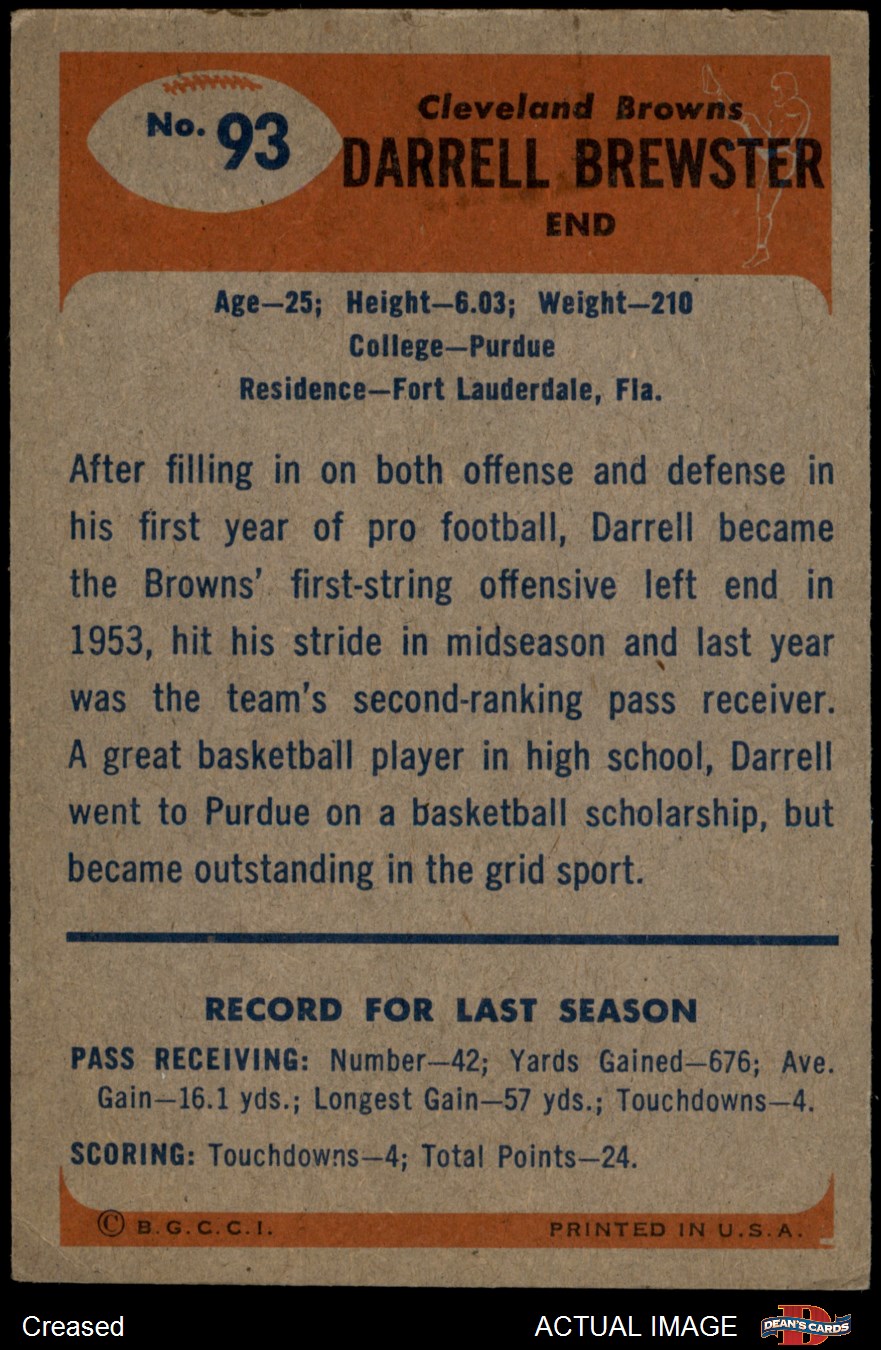 No. 93
Cleveland Browns
DARRELL BREWSTER
END
Age—25; Height—6.03; Weight—210
College—Purdue
Residence—Fort Lauderdale, Fla.
After filling in on both offense and defense in
his first year of pro football, Darrell became
the Browns' first-string offensive left end in
1953, hit his stride in midseason and last year
was the team's second-ranking pass receiver.
A great basketball player in high school, Darrell
went to Purdue on a basketball scholarship, but
became outstanding in the grid sport.
RECORD FOR LAST SEASON
PASS RECEIVING: Number—42; Yards Gained—676; Ave.
Gain—16.1 yds.; Longest Gain—57 yds.; Touchdowns—4.
SCORING: Touchdowns—4; Total Points—24.
© B.G.C.C.I. PRINTED IN U.S.A.
Creased ACTUAL IMAGE D DEAN'S CARDS